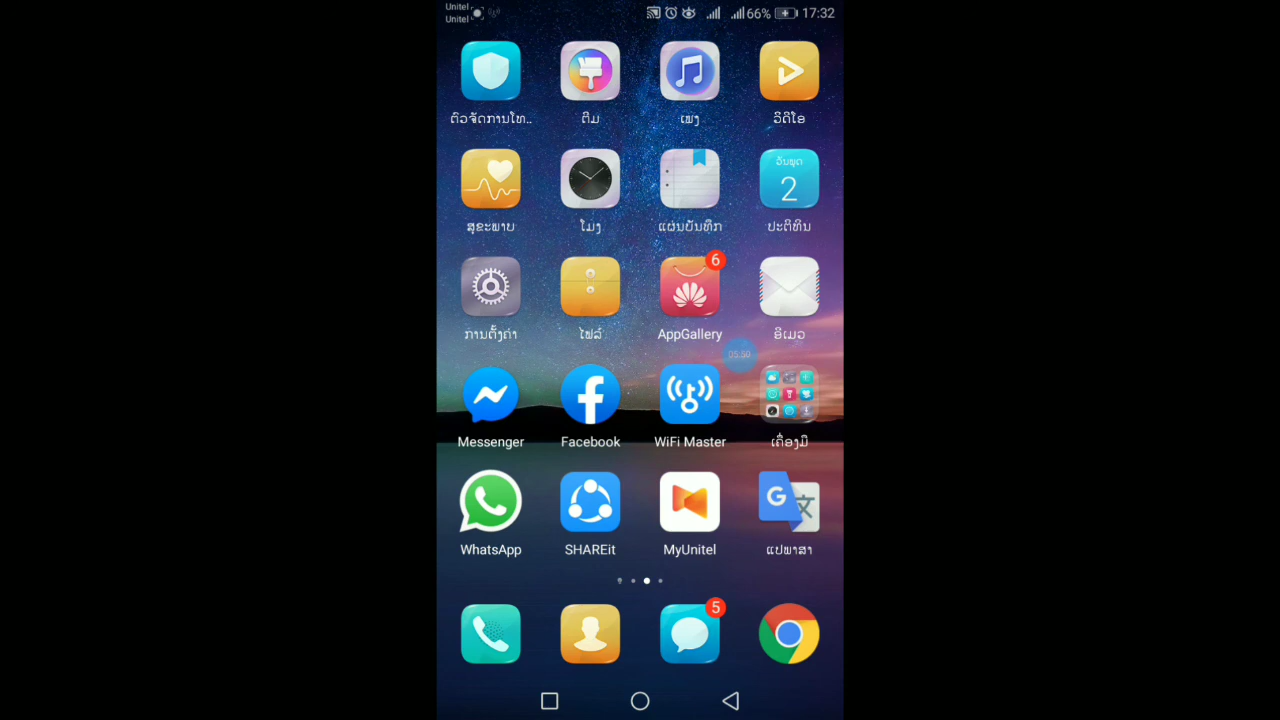 Unitel
Unitel
66% 17:32
ຕົວຈັດການໂທ.. ຕີມ ເພງ ວິດີໂອ
ວັນພຸດ
2
ສຸຂະພາບ ໂມງ ແຜ່ນບັນທຶກ ປະຕິທິນ
6
ການຕັ້ງຄ່າ ໄຟລ໌ AppGallery ອີເມວ
05:50
Messenger Facebook WiFi Master ເຄື່ອງມື
WhatsApp SHAREit MyUnitel ແປພາສາ
5